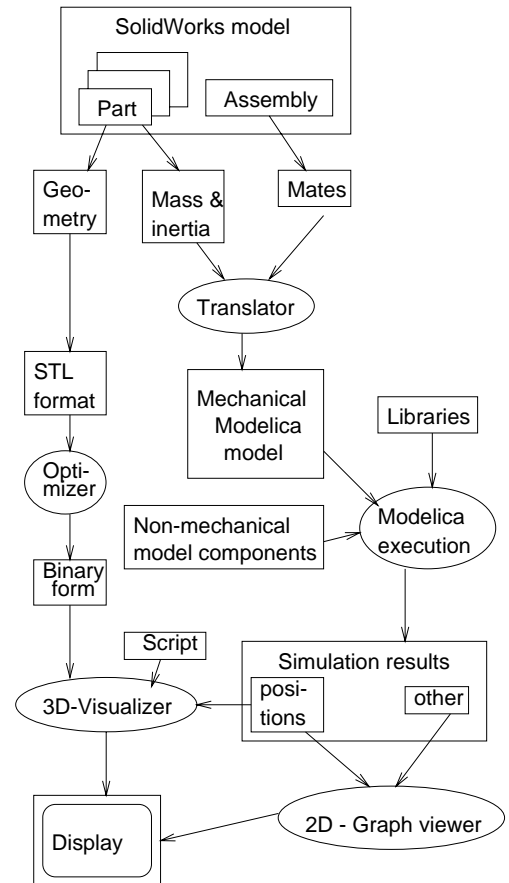 SolidWorks model
Part
Assembly
Geo-
metry
Mass &
inertia
Mates
Translator
STL
format
Mechanical
Modelica
model
Libraries
Opti-
mizer
Non-mechanical
model components
Modelica
execution
Binary
form
Script
Simulation results
posi-
tions
other
3D-Visualizer
2D - Graph viewer
Display